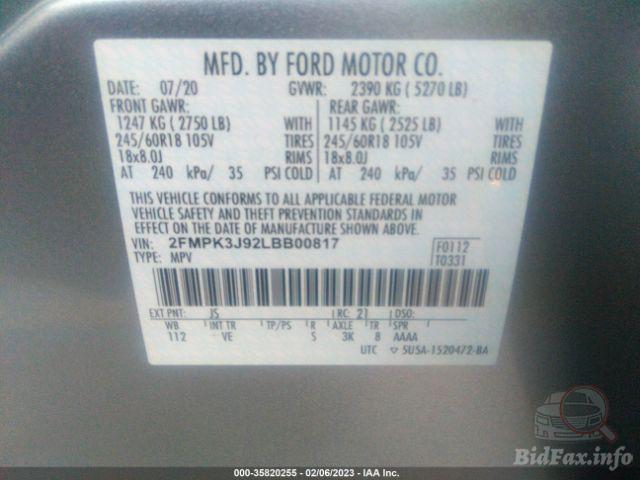 MFD. BY FORD MOTOR CO.
DATE: 07/20 GVWR: 2390 KG ( 5270 LB)
FRONT GAWR: REAR GAWR:
1247 KG ( 2750 LB) WITH 1145 KG ( 2525 LB) WITH
245/60R18 105V TIRES 245/60R18 105V TIRES
18x8.0J RIMS 18x8.0J RIMS
AT 240 kPa/ 35 PSI COLD AT 240 kPa/ 35 PSI COLD
THIS VEHICLE CONFORMS TO ALL APPLICABLE FEDERAL MOTOR
VEHICLE SAFETY AND THEFT PREVENTION STANDARDS IN
EFFECT ON THE DATE OF MANUFACTURE SHOWN ABOVE.
VIN: 2FMPK3J92LBB00817 F0112
TYPE: MPV T0331
EXT PNT: JS RC: 21 DSO:
WB INT TR TP/PS R AXLE TR SPR
112 VE S 3K 8 AAAA
UTC ▽ 5USA-1520472-BA
BidFax.info
000-35820255 - 02/06/2023 - IAA Inc.